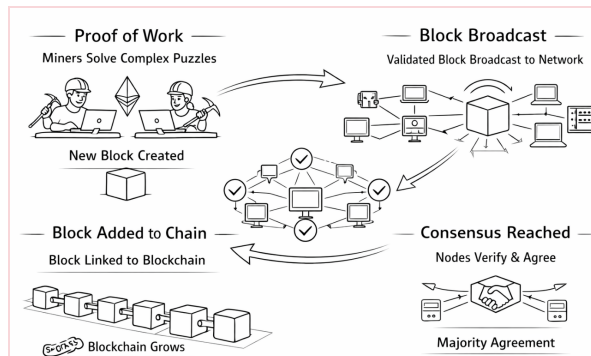 Proof of Work
Miners Solve Complex Puzzles
New Block Created
Block Broadcast
Validated Block Broadcast to Network
Block Added to Chain
Block Linked to Blockchain
Blockchain Grows
Consensus Reached
Nodes Verify & Agree
Majority Agreement